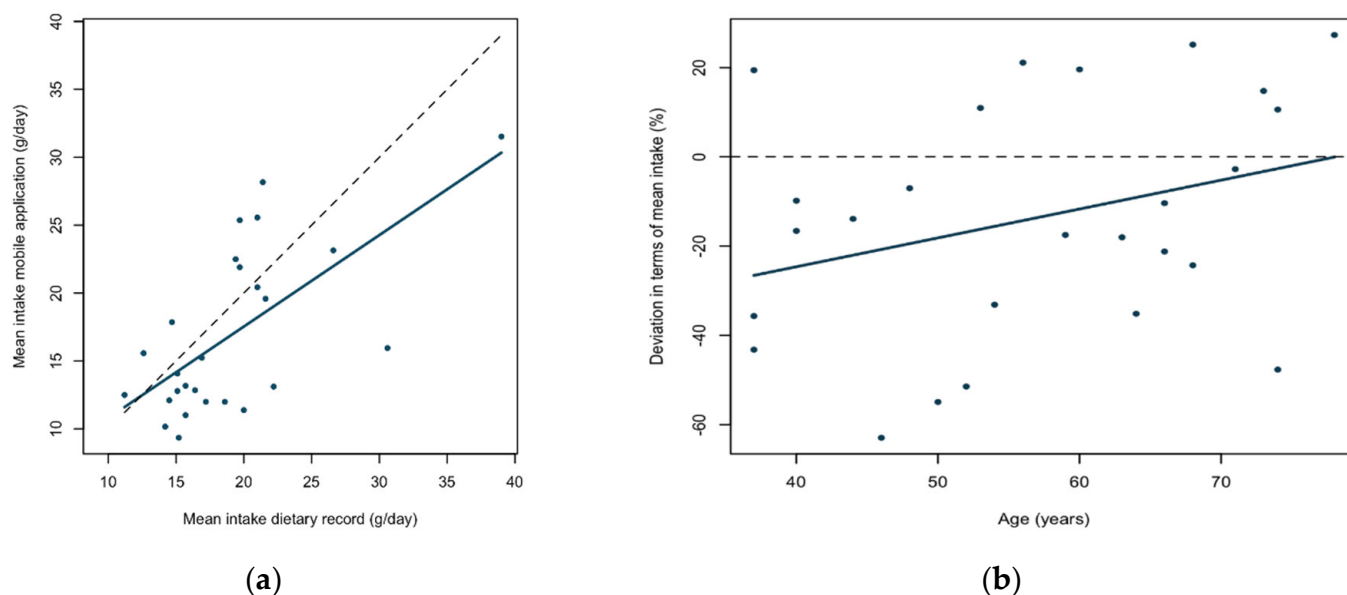 Mean intake mobile application (g/day)
40
35
30
25
20
15
10
10 15 20 25 30 35 40
Mean intake dietary record (g/day)
(a)
Deviation in terms of mean intake (%)
20
0
-20
-40
-60
40 50 60 70
Age (years)
(b)